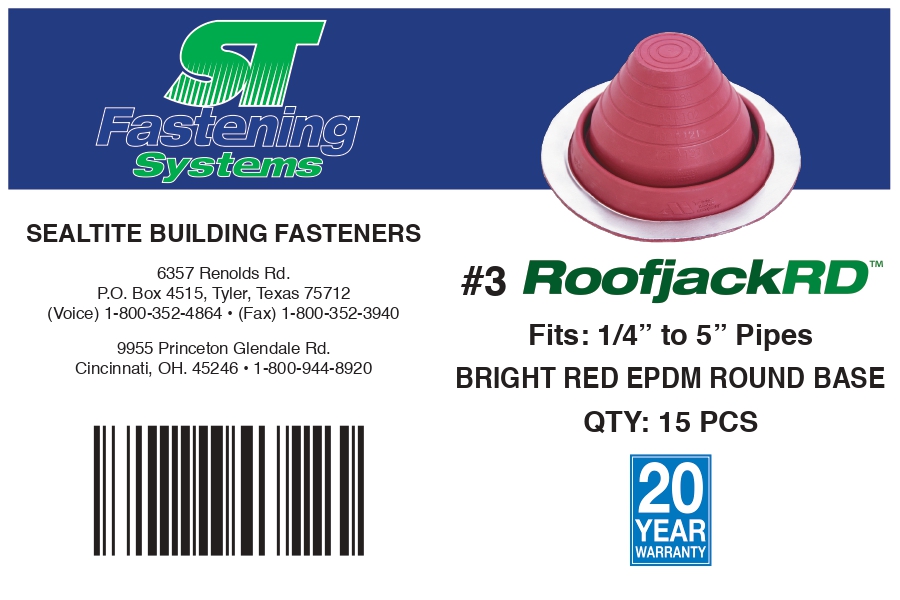 ST
Fastening
Systems
SEALTITE BUILDING FASTENERS
6357 Renolds Rd.
P.O. Box 4515, Tyler, Texas 75712
(Voice) 1-800-352-4864 • (Fax) 1-800-352-3940
9955 Princeton Glendale Rd.
Cincinnati, OH. 45246 • 1-800-944-8920
#3 RoofjackRD™
Fits: 1/4” to 5” Pipes
BRIGHT RED EPDM ROUND BASE
QTY: 15 PCS
20
YEAR
WARRANTY